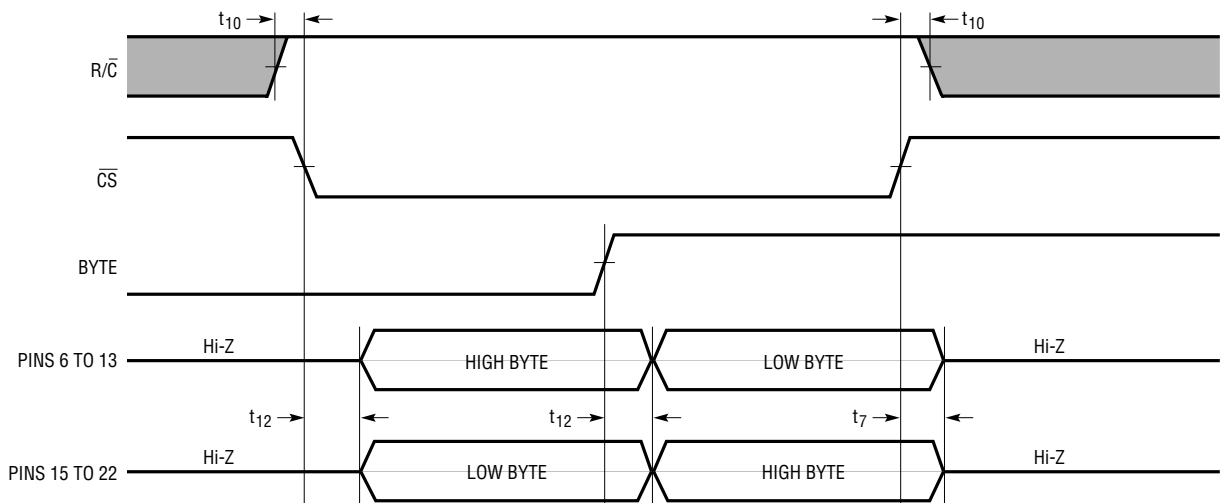 t10 t10
R/C̅
C̅S̅
BYTE
PINS 6 TO 13 Hi-Z HIGH BYTE LOW BYTE Hi-Z
t12 t12 t7
PINS 15 TO 22 Hi-Z LOW BYTE HIGH BYTE Hi-Z